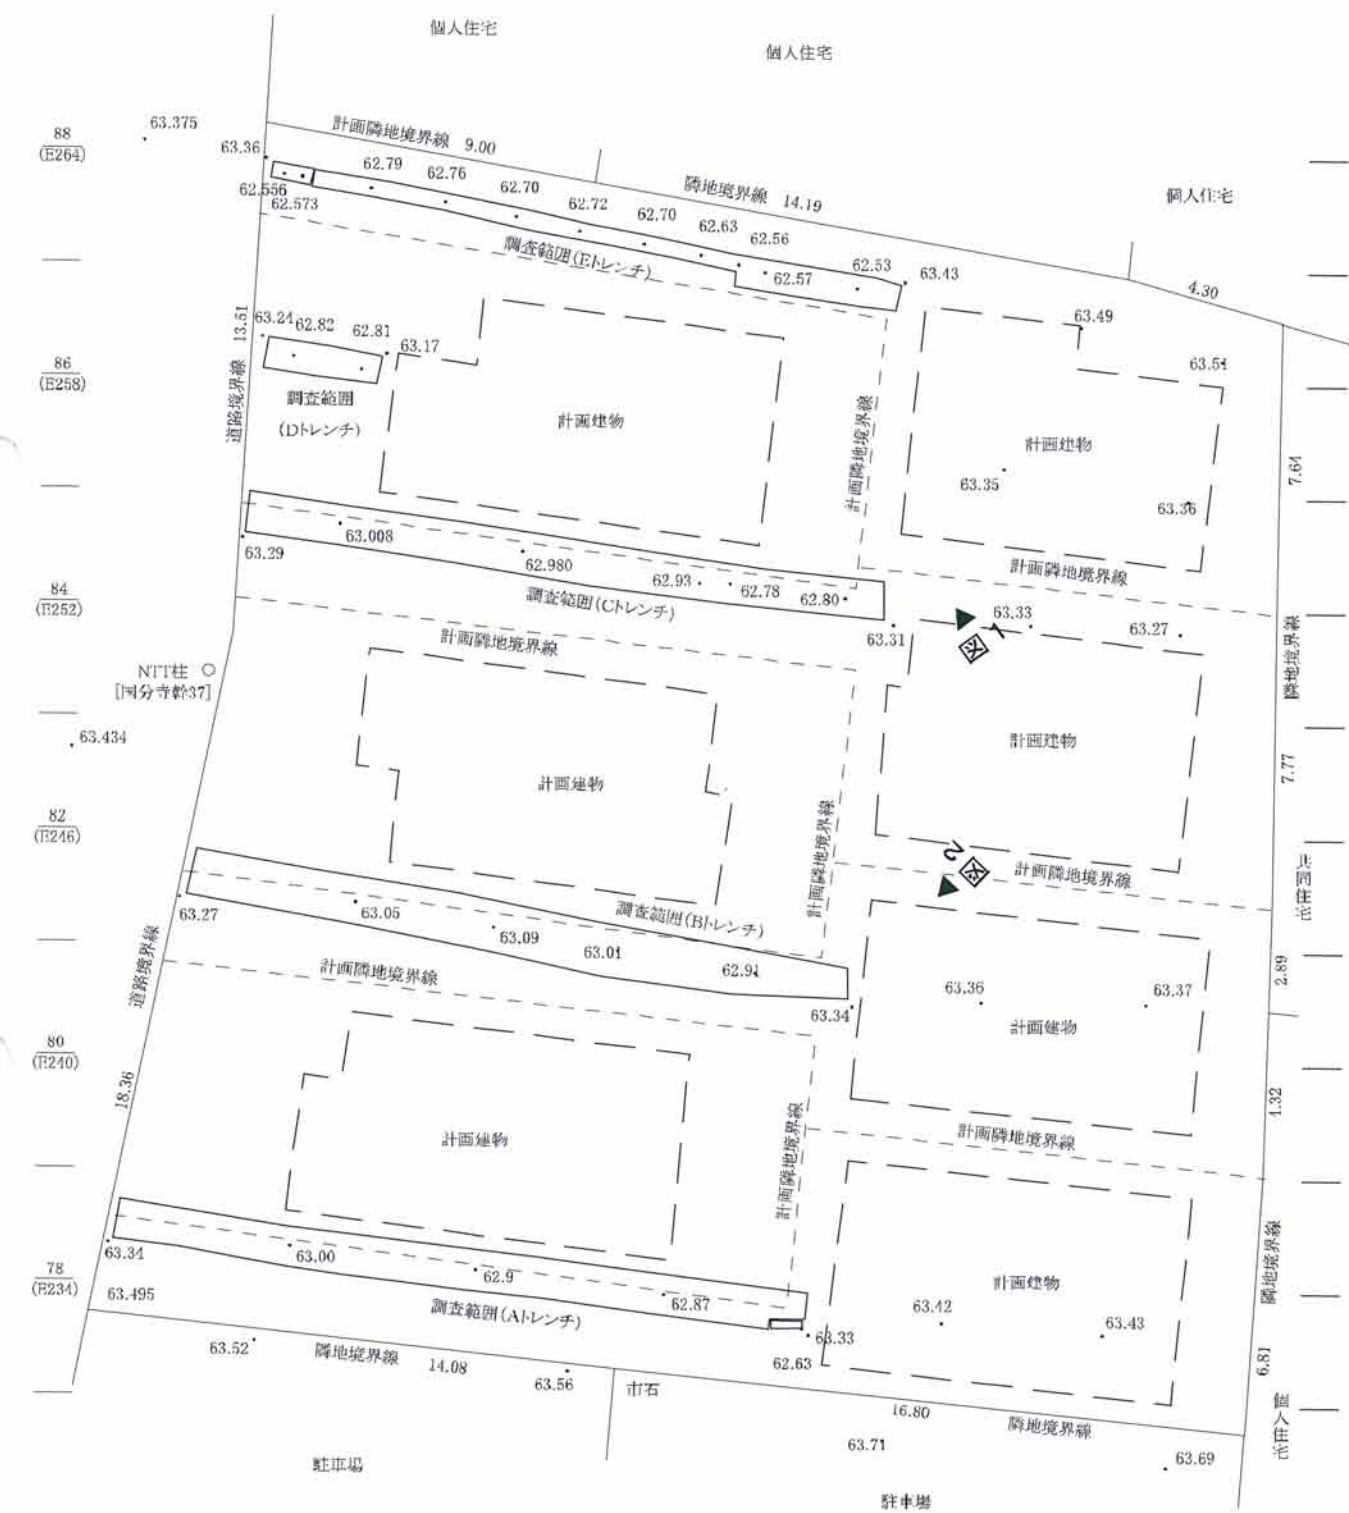 個人住宅
個人住宅
88
(E264)
63.375
計画隣地境界線 9.00
63.36
62.79
62.76
62.70
62.72
62.70
62.63
62.56
隣地境界線 14.19
個人住宅
62.556
62.573
調査範囲(Eトレンチ)
62.57
62.53
63.43
4.30
63.24
62.82
62.81
63.17
63.49
63.51
道路境界線 13.51
86
(E258)
調査範囲
(Dトレンチ)
計画建物
計画隣地境界線
計画建物
63.35
63.36
7.64
63.008
63.29
62.980
62.93
62.78
62.80
計画隣地境界線
84
(E252)
調査範囲(Cトレンチ)
63.31
63.33
63.27
図 1
隣地境界線
計画隣地境界線
NTT柱
[国分寺幹37]
63.434
計画建物
計画建物
7.77
82
(E246)
計画隣地境界線
図 2
計画隣地境界線
共同住宅
63.27
63.05
63.09
調査範囲(Bトレンチ)
63.01
62.91
道路境界線
計画隣地境界線
63.34
63.36
63.37
計画建物
2.89
80
(E240)
18.36
計画建物
計画隣地境界線
計画隣地境界線
1.32
63.34
63.00
62.9
62.87
78
(E234)
63.495
調査範囲(Aトレンチ)
63.33
62.63
計画建物
63.42
63.43
隣地境界線
63.52
隣地境界線 14.08
63.56
市石
16.80
隣地境界線
6.81
個人住宅
63.71
63.69
駐車場
駐車場